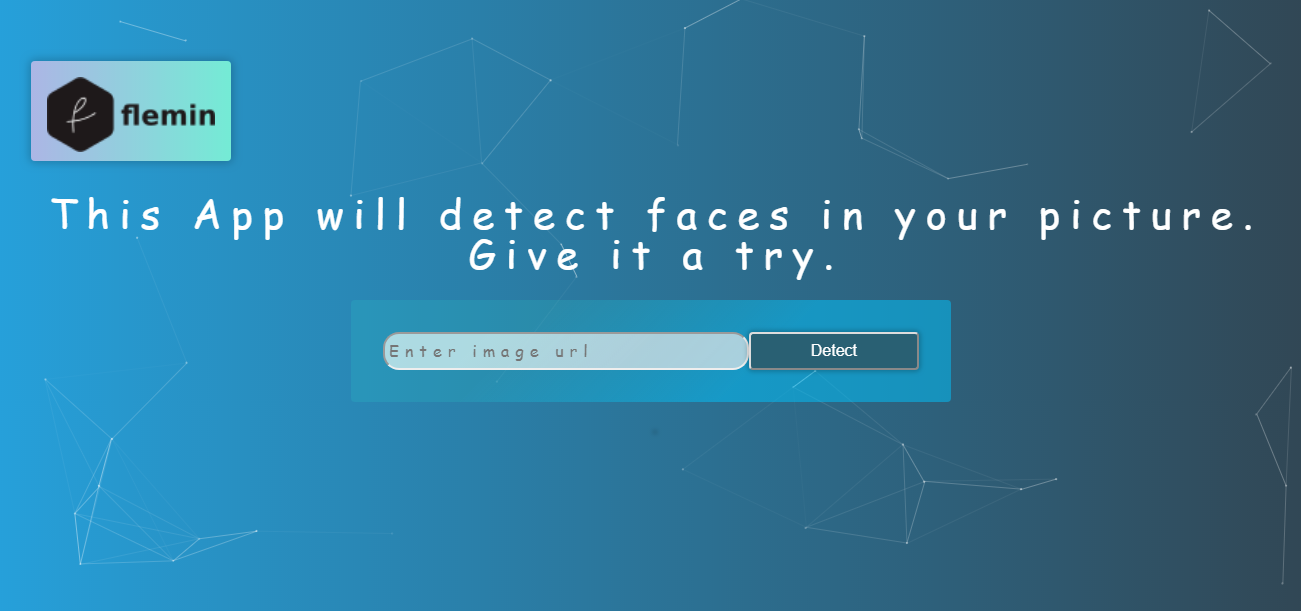 flemin
This App will detect faces in your picture.
Give it a try.
Enter image url
Detect